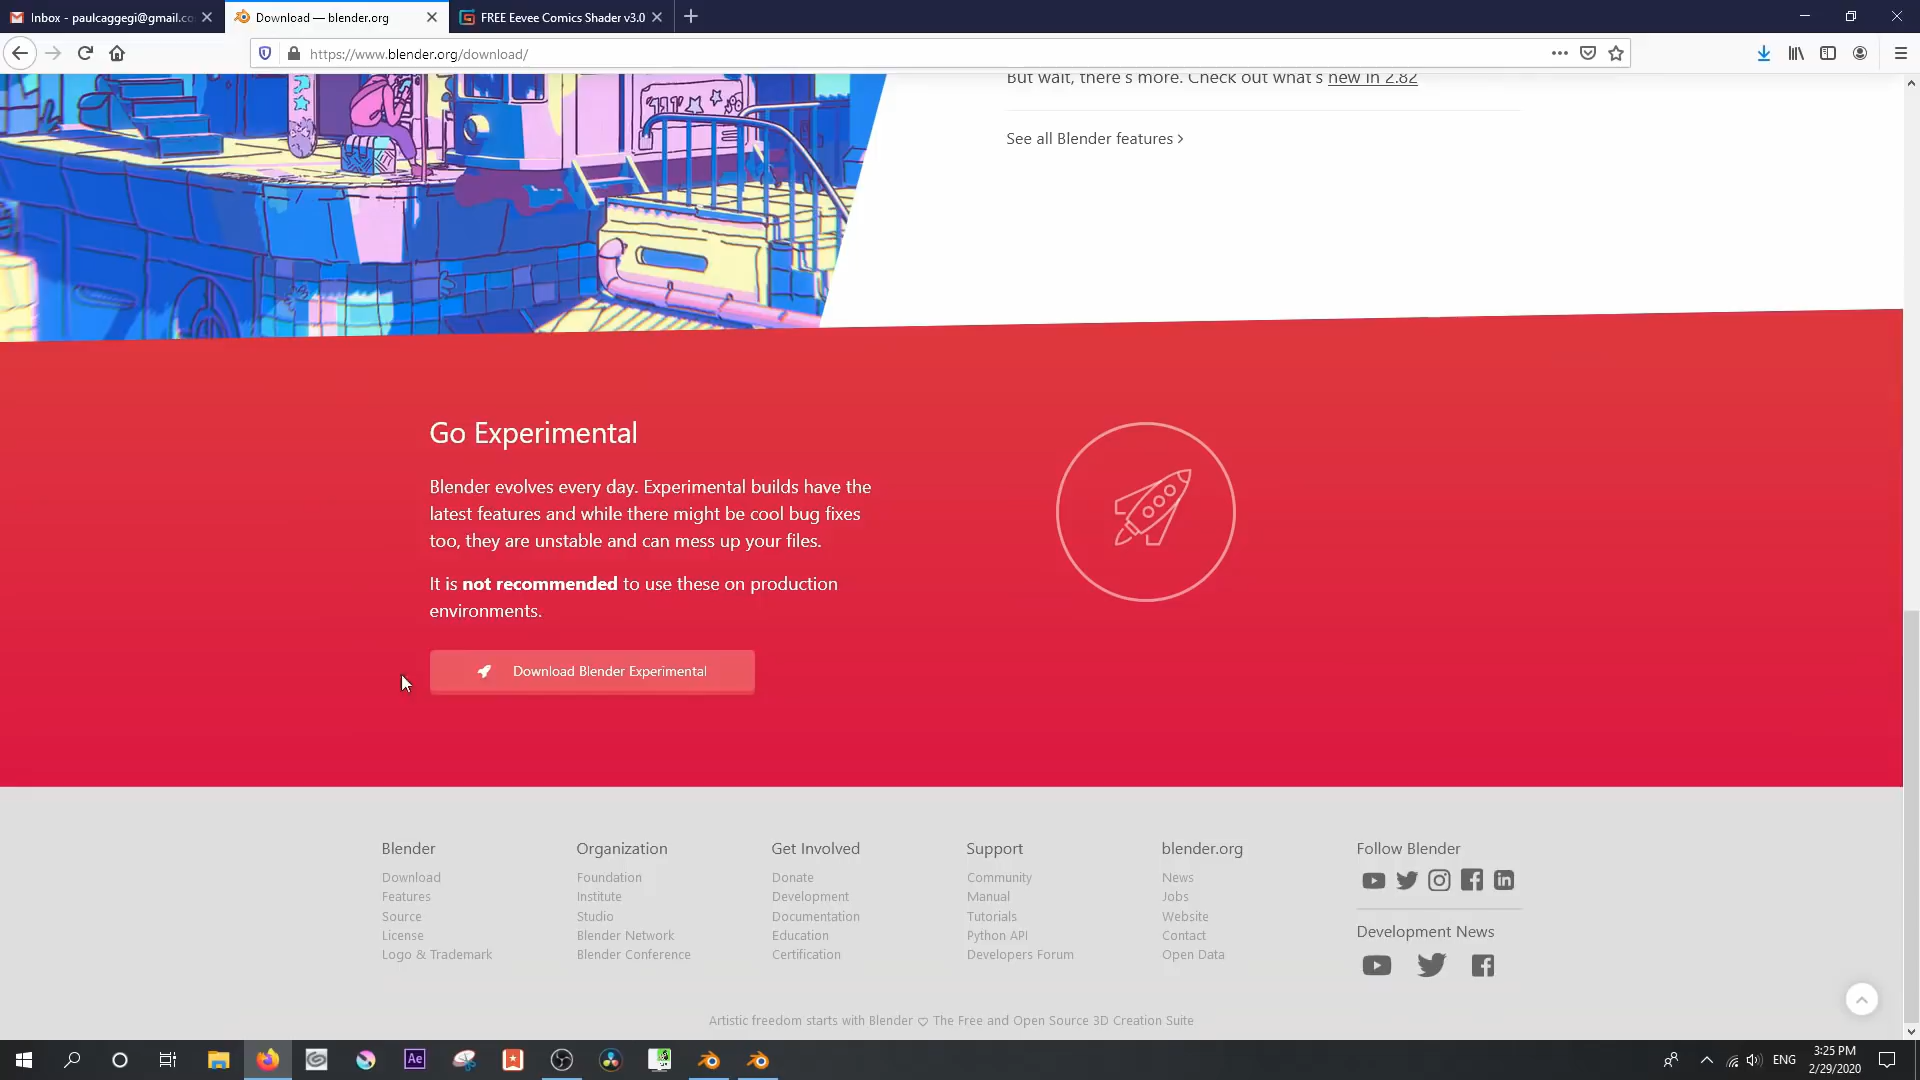 Inbox - paulcaggegi@gmail.co
Download — blender.org
FREE Eevee Comics Shader v3.0
https://www.blender.org/download/
But wait, there's more. Check out what's new in 2.82
See all Blender features
Go Experimental
Blender evolves every day. Experimental builds have the
latest features and while there might be cool bug fixes
too, they are unstable and can mess up your files.
It is not recommended to use these on production
environments.
Download Blender Experimental
Blender
Download
Features
Source
License
Logo & Trademark
Organization
Foundation
Institute
Studio
Blender Network
Blender Conference
Get Involved
Donate
Development
Documentation
Education
Certification
Support
Community
Manual
Tutorials
Python API
Developers Forum
blender.org
News
Jobs
Website
Contact
Open Data
Follow Blender
Development News
Artistic freedom starts with Blender The Free and Open Source 3D Creation Suite
Ae
ENG
3:25 PM
2/29/2020